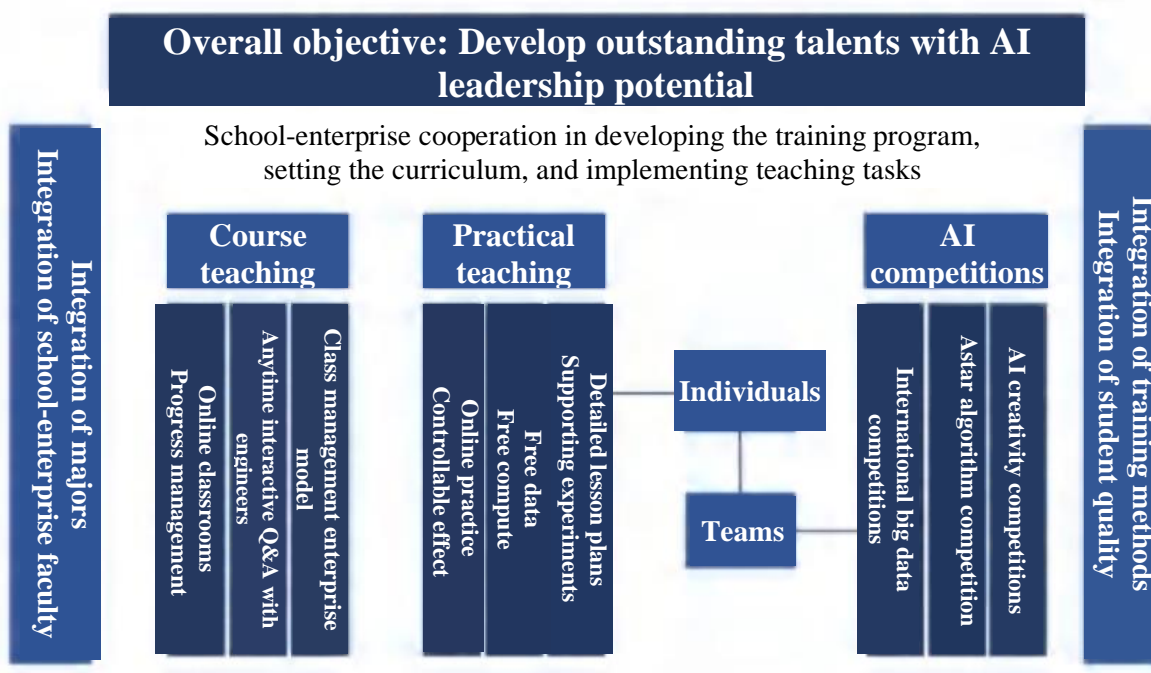 Overall objective: Develop outstanding talents with AI
leadership potential
School-enterprise cooperation in developing the training program,
setting the curriculum, and implementing teaching tasks
Integration of majors
Integration of school-enterprise faculty
Course
teaching
Class management enterprise
model
Anytime interactive Q&A with
engineers
Online classrooms
Progress management
Practical
teaching
Detailed lesson plans
Supporting experiments
Free data
Free compute
Online practice
Controllable effect
Individuals
Teams
AI
competitions
AI creativity competitions
Astar algorithm competition
International big data
competitions
Integration of training methods
Integration of student quality